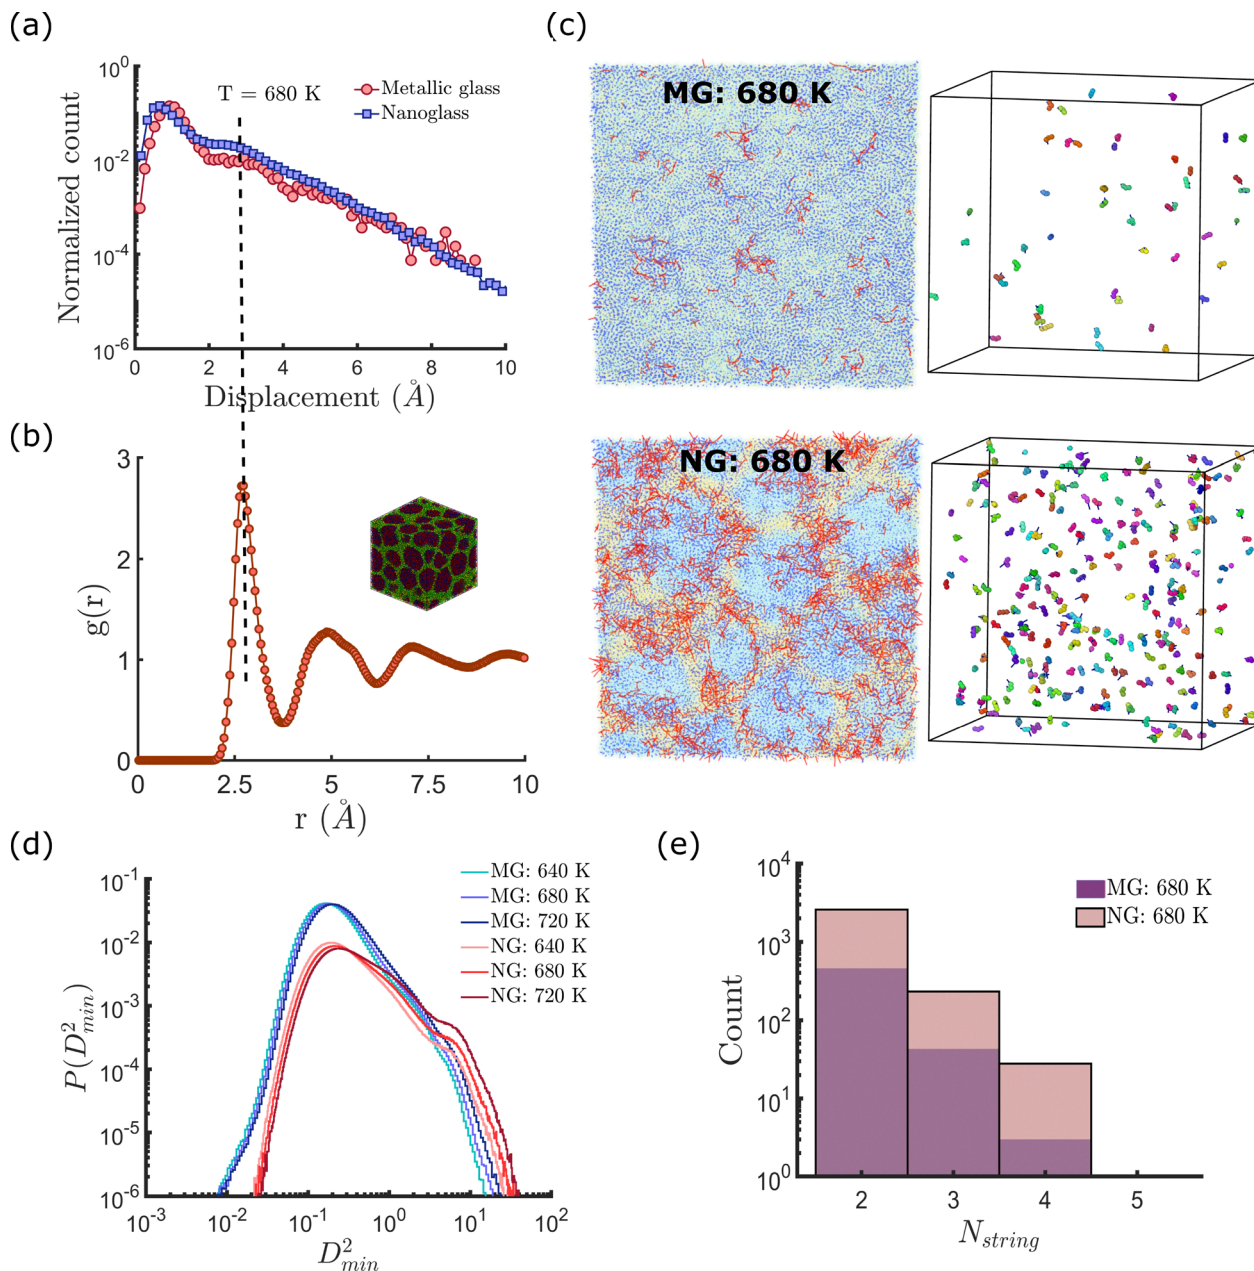 (a)
10^0
10^-2
10^-4
10^-6
Normalized count
T = 680 K
Metallic glass
Nanoglass
0 2 4 6 8 10
Displacement (Å)
(b)
3
2
1
0
g(r)
0 2.5 5 7.5 10
r (Å)
(c)
MG: 680 K
NG: 680 K
(d)
10^-1
10^-2
10^-3
10^-4
10^-5
10^-6
P(D^2_min)
MG: 640 K
MG: 680 K
MG: 720 K
NG: 640 K
NG: 680 K
NG: 720 K
10^-3 10^-2 10^-1 10^0 10^1 10^2
D^2_min
(e)
10^4
10^3
10^2
10^1
10^0
Count
MG: 680 K
NG: 680 K
2 3 4 5
N_string